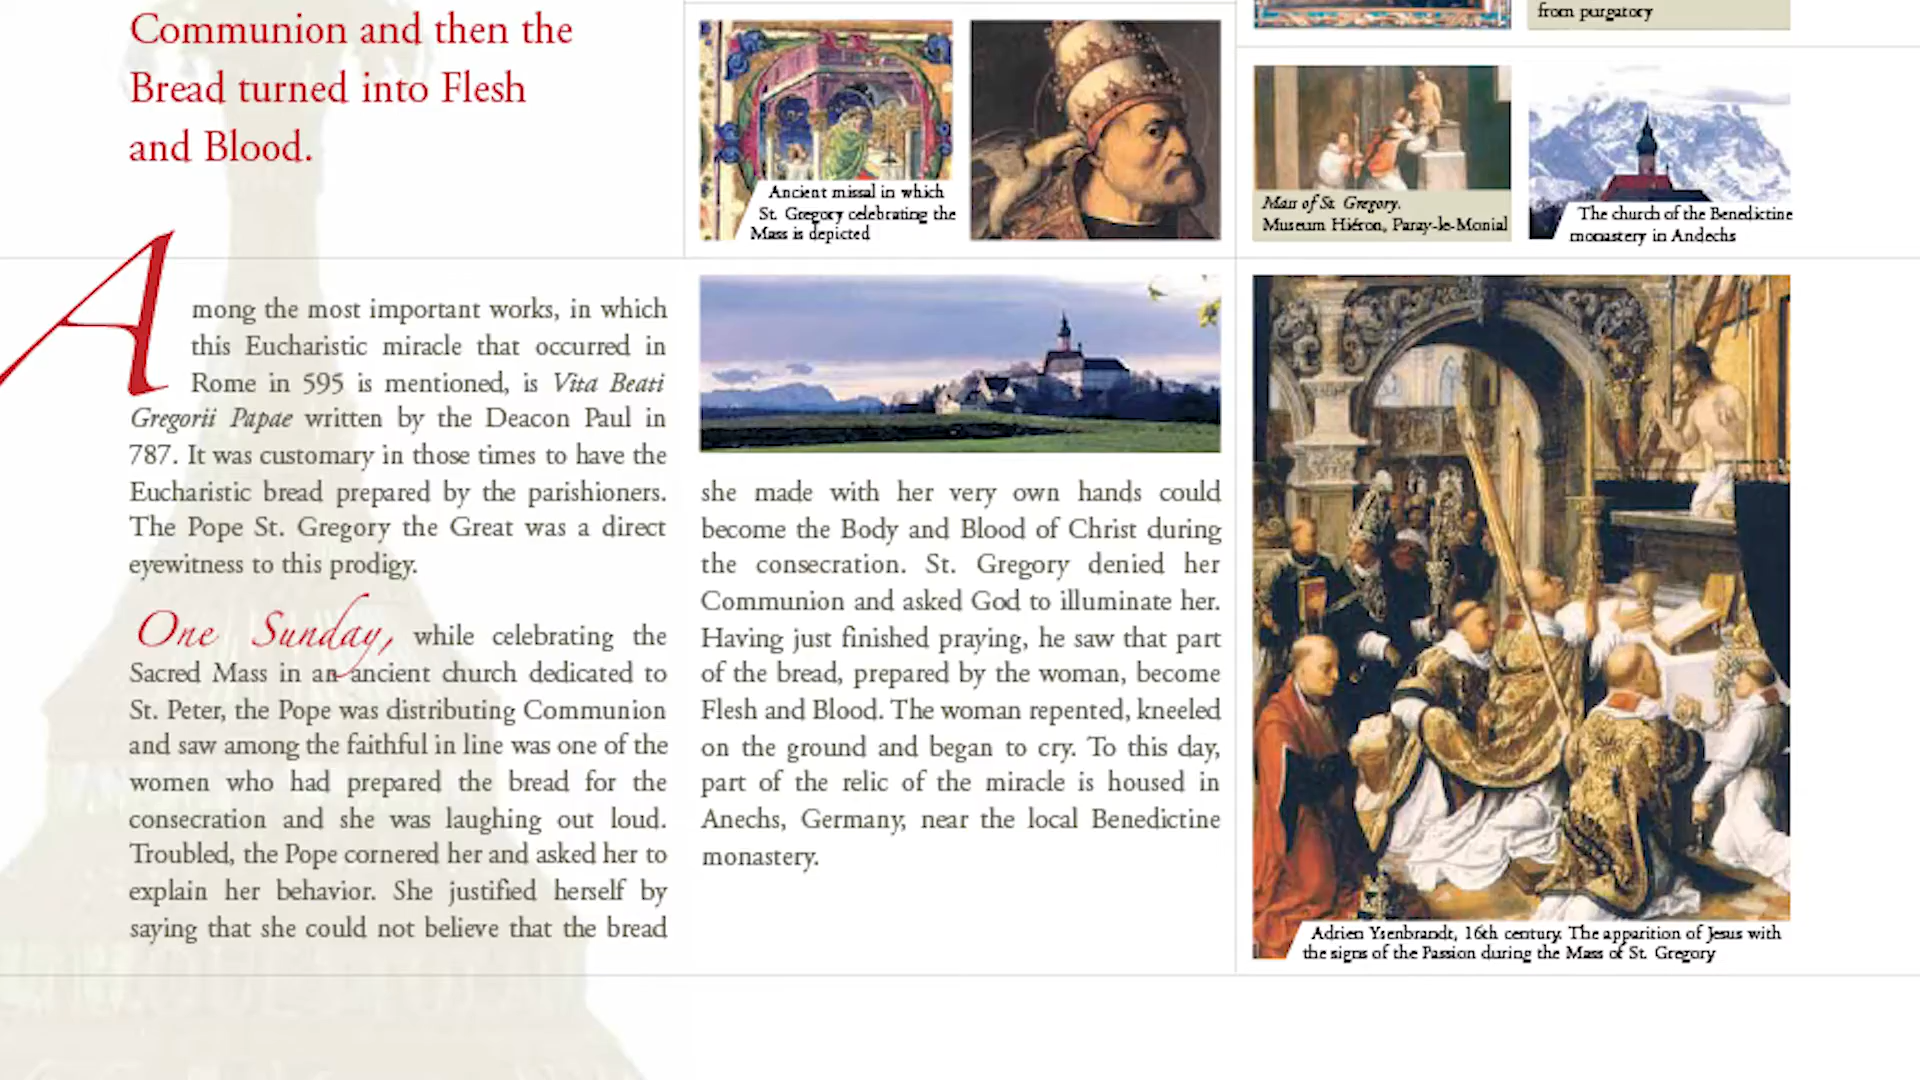 Communion and then the
Bread turned into Flesh
and Blood.
Among the most important works, in which
this Eucharistic miracle that occurred in
Rome in 595 is mentioned, is Vita Beati
Gregorii Papae written by the Deacon Paul in
787. It was customary in those times to have the
Eucharistic bread prepared by the parishioners.
The Pope St. Gregory the Great was a direct
eyewitness to this prodigy.
One Sunday, while celebrating the
Sacred Mass in an ancient church dedicated to
St. Peter, the Pope was distributing Communion
and saw among the faithful in line was one of the
women who had prepared the bread for the
consecration and she was laughing out loud.
Troubled, the Pope cornered her and asked her to
explain her behavior. She justified herself by
saying that she could not believe that the bread
Ancient missal in which
St. Gregory celebrating the
Mass is depicted
she made with her very own hands could
become the Body and Blood of Christ during
the consecration. St. Gregory denied her
Communion and asked God to illuminate her.
Having just finished praying, he saw that part
of the bread, prepared by the woman, become
Flesh and Blood. The woman repented, kneeled
on the ground and began to cry. To this day,
part of the relic of the miracle is housed in
Anechs, Germany, near the local Benedictine
monastery.
from purgatory
Mass of St. Gregory.
Museum Hiéron, Paray-le-Monial
The church of the Benedictine
monastery in Andechs
Adrien Ysenbrandt, 16th century. The apparition of Jesus with
the signs of the Passion during the Mass of St. Gregory